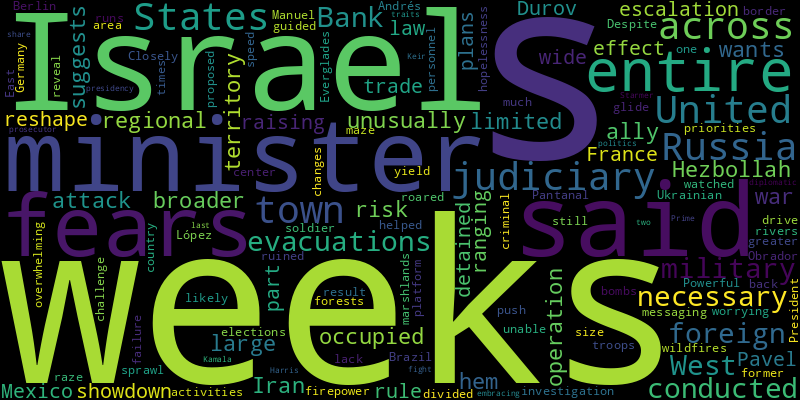 Berlin
runs
States
Manuel
guided
Bank
Andrés
traits
law
Durov
escalation
border
share
Germany
area
suggests
Closely
Everglades
personnel
plans
hopelessness
Despite
across
Israel
S
presidency
East
reveal
times
proposed
speed
trade
Keir
wide
effect
one
wants
entire
much
Starmer
glide
United
reshape
regional
territory
raising
unusually
limited
ally
priorities
prosecutor
maze
politics
France
Russia
minister
center
changes
yield
judiciary
Hezbollah
watched
diplomatic
attack
broader
town
risk
roared
ranging
criminal
Pantanal
Ukrainian
war
fears
last
López
country
soldier
helped
detained
still
two
Prime
said
drive
rivers
greater
Obrador
overwhelming
challenge
evacuations
ruined
part
marshlands
platform
operation
military
weeks
likely
result
forests
push
bombs
Powerful
back
necessary
President
messaging
worrying
failure
elections
large
occupied
unable
size
troops
foreign
wildfires
Kamala
lack
Brazil
fight
hem
West
Pavel
former
raze
sprawl
Iran
Harris
Mexico
showdown
activities
firepower
rule
divided
embracing
investigation
conducted